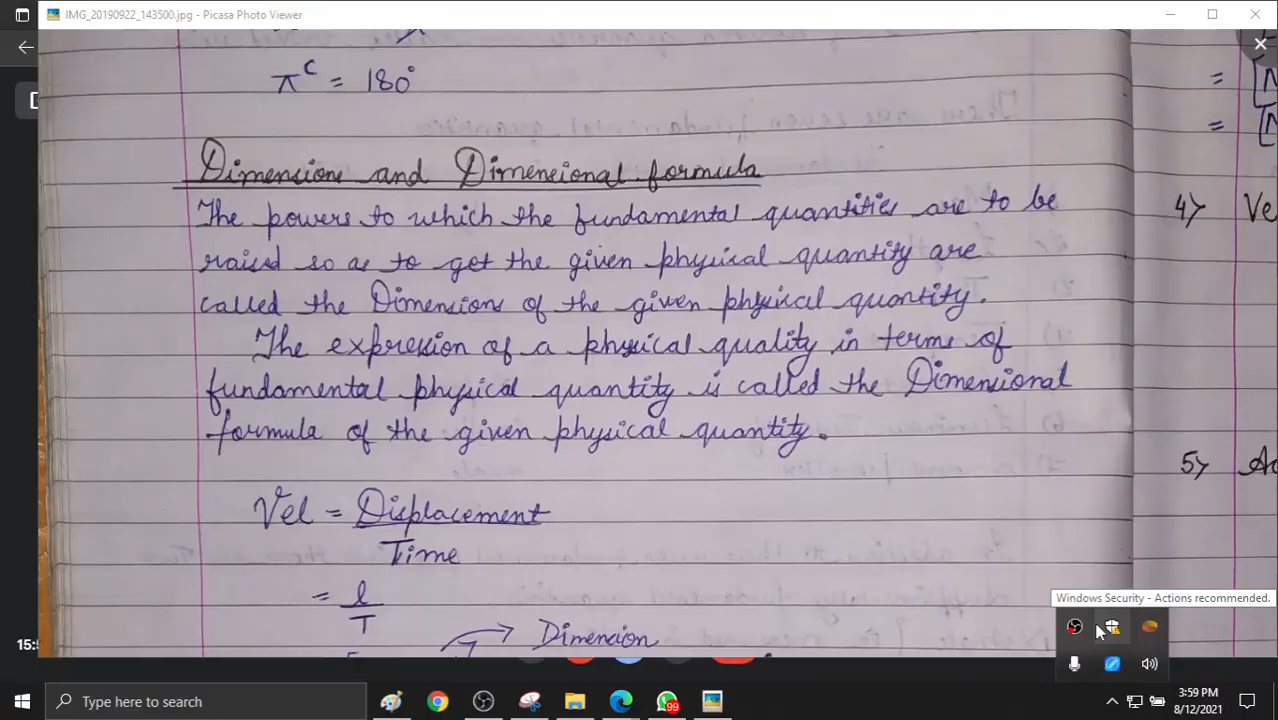 IMG_20190922_143500.jpg - Picasa Photo Viewer
π^c = 180°
Dimensions and Dimensional formula
The powers to which the fundamental quantities are to be
raised so as to get the given physical quantity are
called the Dimensions of the given physical quantity.
The expression of a physical quality in terms of
fundamental physical quantity is called the Dimensional
formula of the given physical quantity.
Vel = Displacement
Time
= l
T
Dimension
=
=
4> Ve
5> Ac
Windows Security - Actions recommended.
15:5
99
Type here to search
3:59 PM
8/12/2021